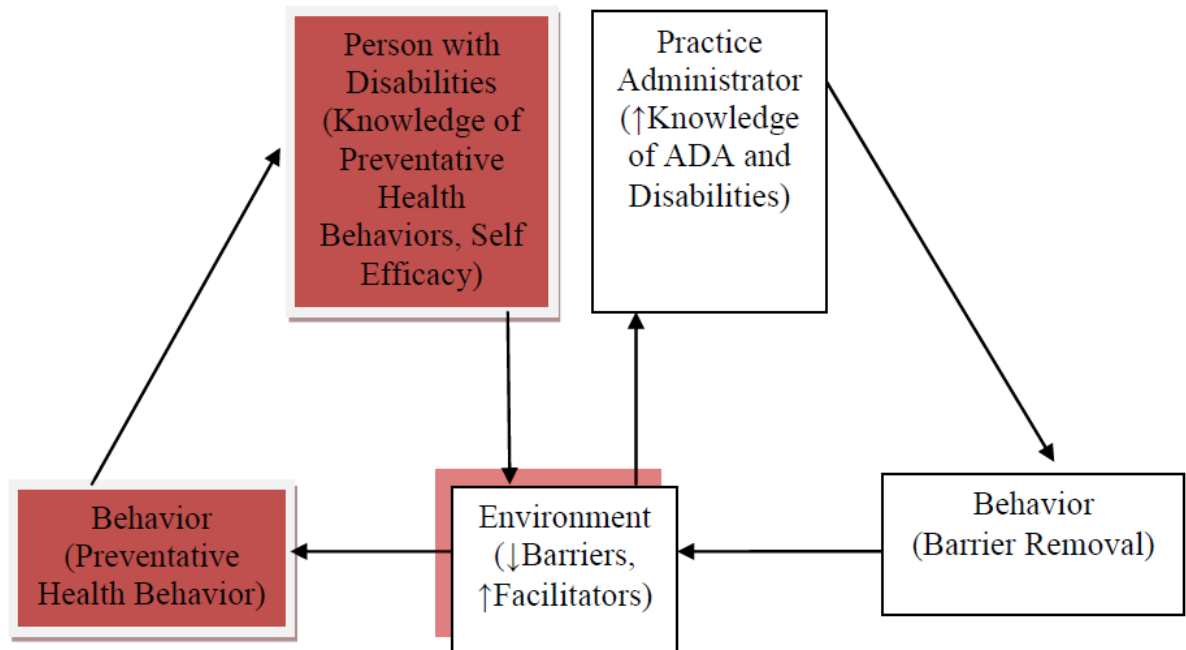 Person with
Disabilities
(Knowledge of
Preventative
Health
Behaviors, Self
Efficacy)
Practice
Administrator
(↑Knowledge
of ADA and
Disabilities)
Behavior
(Preventative
Health Behavior)
Environment
(↓Barriers,
↑Facilitators)
Behavior
(Barrier Removal)